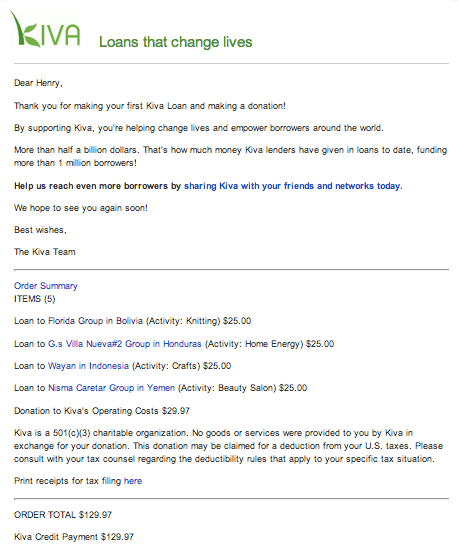 KIVA Loans that change lives
Dear Henry,
Thank you for making your first Kiva Loan and making a donation!
By supporting Kiva, you're helping change lives and empower borrowers around the world.
More than half a billion dollars. That's how much money Kiva lenders have given in loans to date, funding
more than 1 million borrowers!
Help us reach even more borrowers by sharing Kiva with your friends and networks today.
We hope to see you again soon!
Best wishes,
The Kiva Team
Order Summary
ITEMS (5)
Loan to Florida Group in Bolivia (Activity: Knitting) $25.00
Loan to G.s Villa Nueva#2 Group in Honduras (Activity: Home Energy) $25.00
Loan to Wayan in Indonesia (Activity: Crafts) $25.00
Loan to Nisma Caretar Group in Yemen (Activity: Beauty Salon) $25.00
Donation to Kiva's Operating Costs $29.97
Kiva is a 501(c)(3) charitable organization. No goods or services were provided to you by Kiva in
exchange for your donation. This donation may be claimed for a deduction from your U.S. taxes. Please
consult with your tax counsel regarding the deductibility rules that apply to your specific tax situation.
Print receipts for tax filing here
ORDER TOTAL $129.97
Kiva Credit Payment $129.97